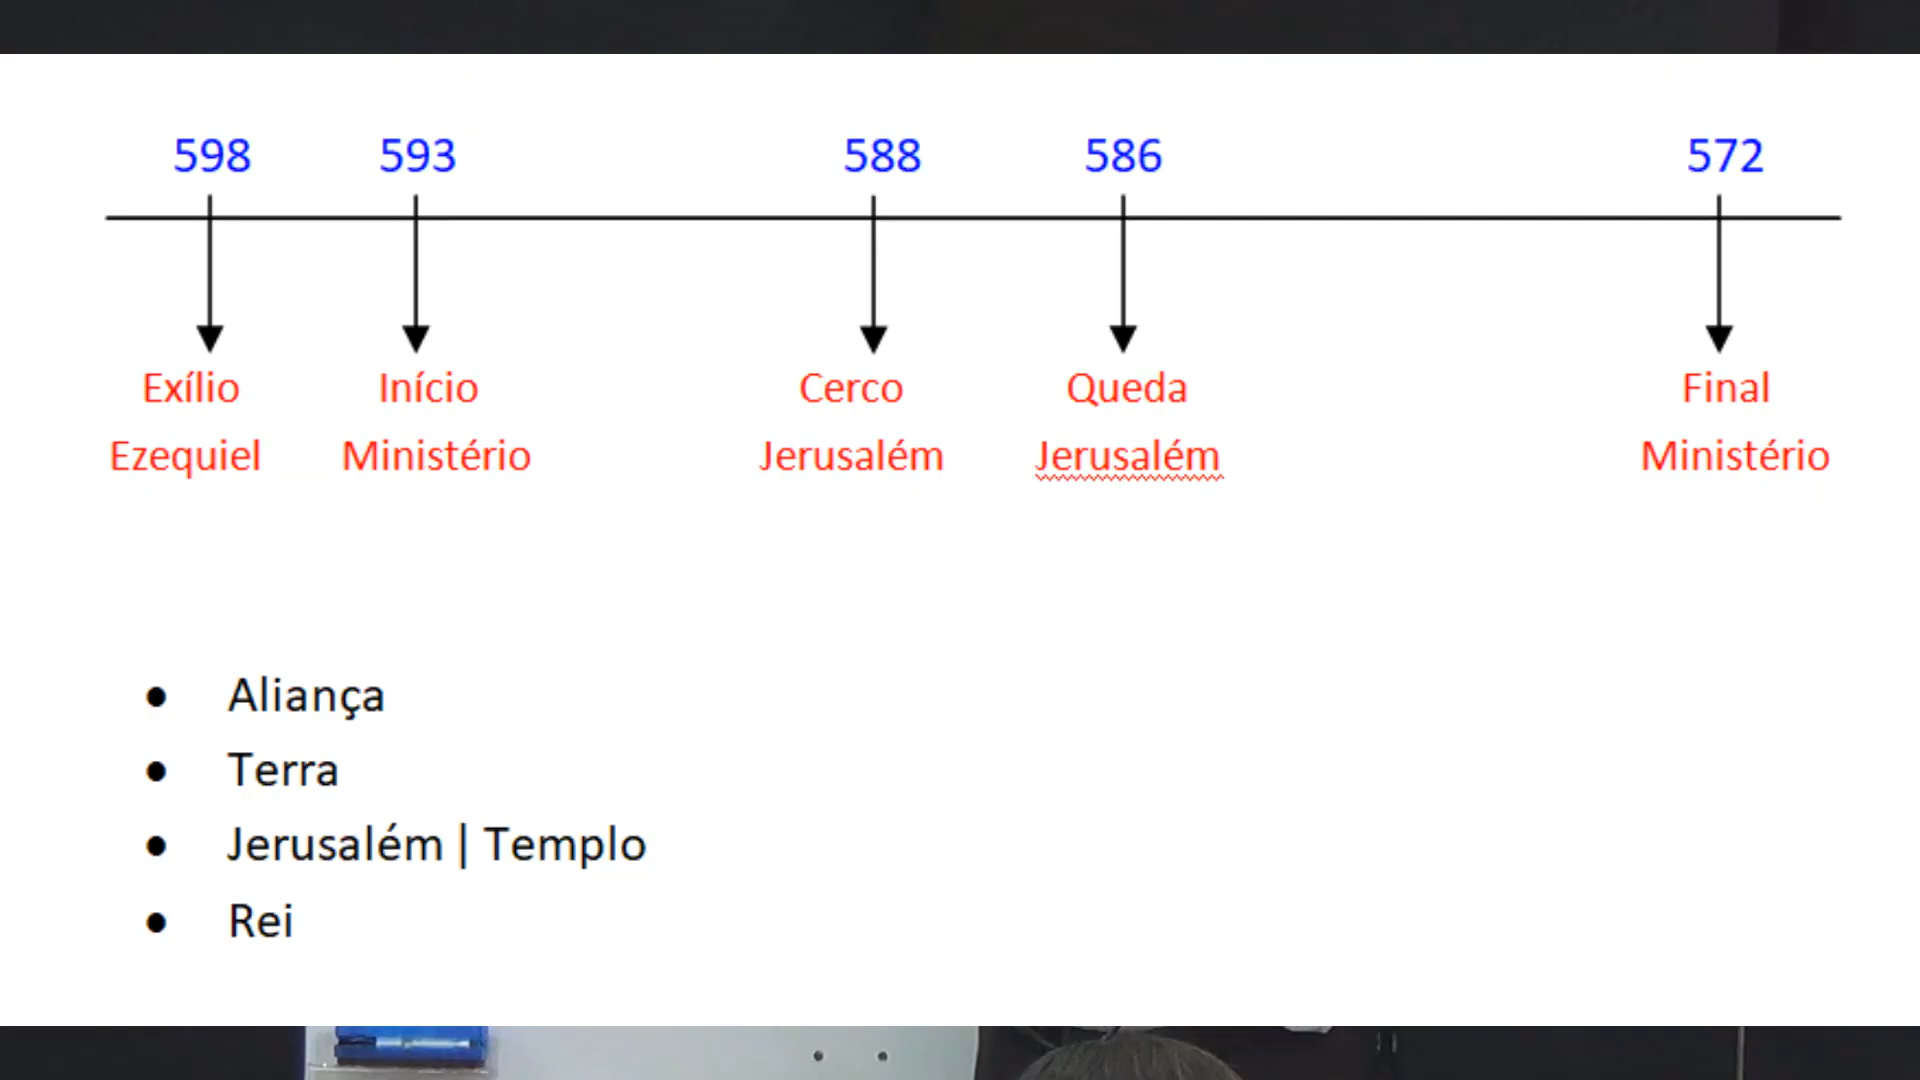 598 593 588 586 572
Exílio Início Cerco Queda Final
Ezequiel Ministério Jerusalém Jerusalém Ministério
• Aliança
• Terra
• Jerusalém | Templo
• Rei